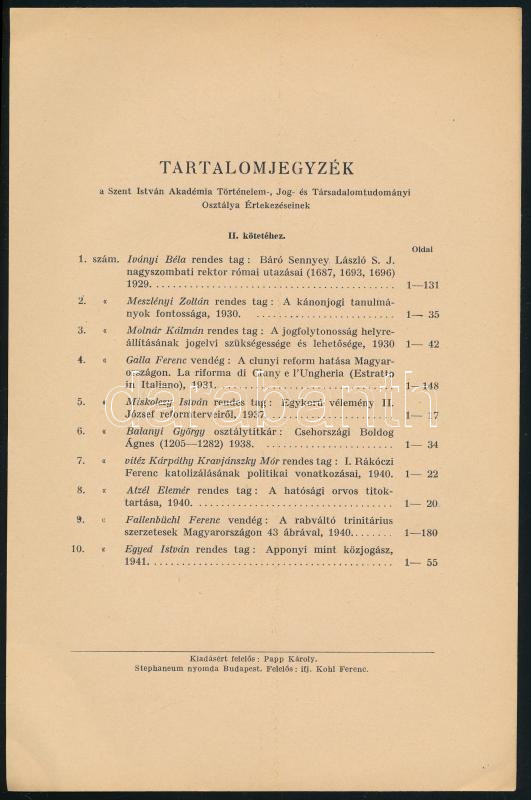 TARTALOMJEGYZÉK
a Szent István Akadémia Történelem-, Jog- és Társadalomtudományi
Osztálya Értekezéseinek
II. kötetéhez.
Oldal
1. szám. Iványi Béla rendes tag: Báró Sennyey László S. J.
nagyszombati rektor római utazásai (1687, 1693, 1696)
1929. . . . . . . . . . . . . . . . . . . . . . . . . . . . . . . . . . 1—131
2. « Meszlényi Zoltán rendes tag: A kánonjogi tanulmá-
nyok fontossága, 1930. . . . . . . . . . . . . . . . . 1— 35
3. « Molnár Kálmán rendes tag: A jogfolytonosság helyre-
állításának jogelvi szükségessége és lehetősége, 1930 1— 42
4. « Galla Ferenc vendég: A clunyi reform hatása Magyar-
országon. La riforma di Cluny e l'Ungheria (Estratto
in Italiano), 1931. . . . . . . . . . . . . . . . . . . . . 1—148
5. « Miskolczy István rendes tag: Egykorú vélemény II.
József reformterveiről, 1937. . . . . . . . . . . . . . 1— 17
6. « Balanyi György osztálytitkár: Csehországi Boldog
Ágnes (1205—1282) 1938. . . . . . . . . . . . . . . . 1— 34
7. « vitéz Kárpáthy Kravjánszky Mór rendes tag: I. Rákóczi
Ferenc katolizálásának politikai vonatkozásai, 1940. 1— 22
8. « Atzél Elemér rendes tag: A hatósági orvos titok-
tartása, 1940. . . . . . . . . . . . . . . . . . . . . . . . . 1— 20
9. « Fallenbüchl Ferenc vendég: A rabváltó trinitárius
szerzetesek Magyarországon 43 ábrával, 1940. . . . . . . 1—180
10. « Egyed István rendes tag: Apponyi mint közjogász,
1941. . . . . . . . . . . . . . . . . . . . . . . . . . . . . . . . . . 1— 55
darabanth
Kiadásért felelős: Papp Károly.
Stephaneum nyomda Budapest. Felelős: ifj. Kohl Ferenc.